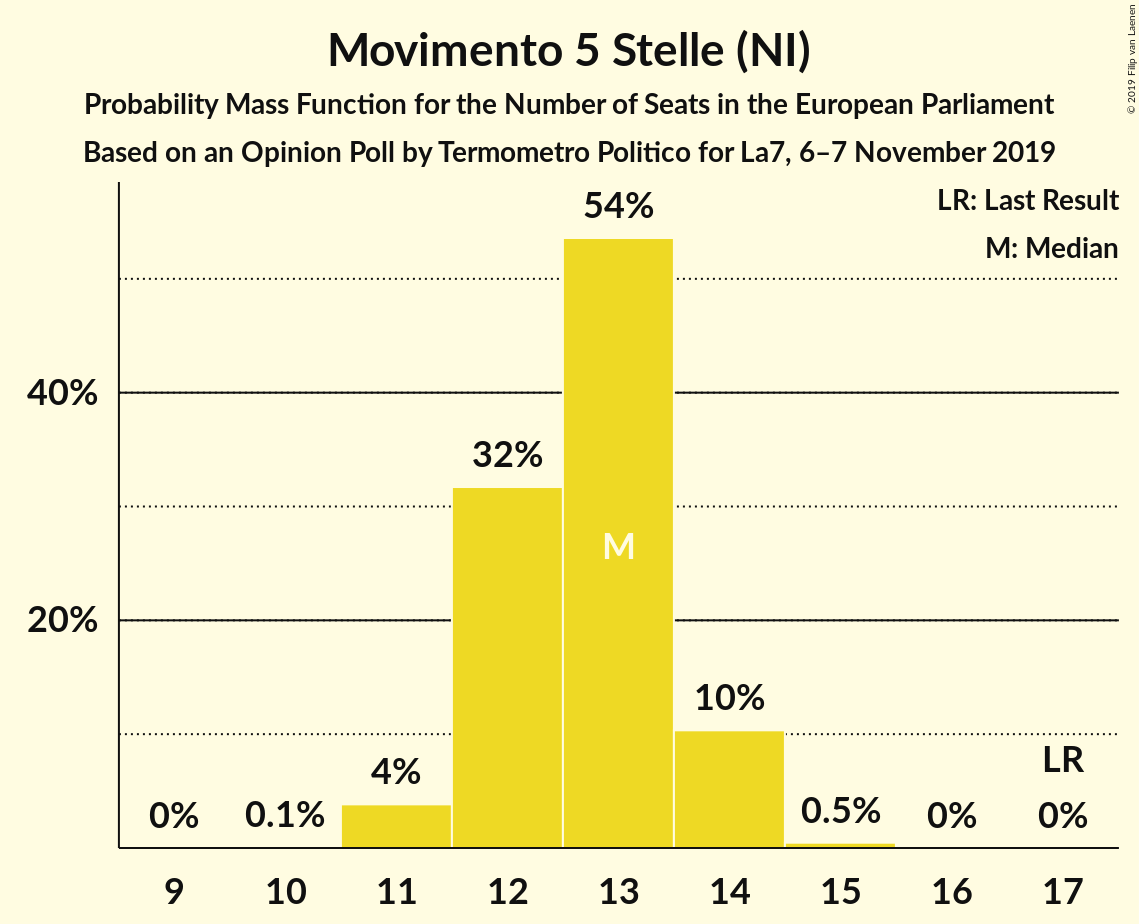 Movimento 5 Stelle (NI)
Probability Mass Function for the Number of Seats in the European Parliament
Based on an Opinion Poll by Termometro Politico for La7, 6–7 November 2019
© 2019 Filip van Laenen
LR: Last Result
M: Median
54%
40%
32%
M
20%
10%
4%
LR
0%
0.1%
0.5%
0%
0%
9
10
11
12
13
14
15
16
17